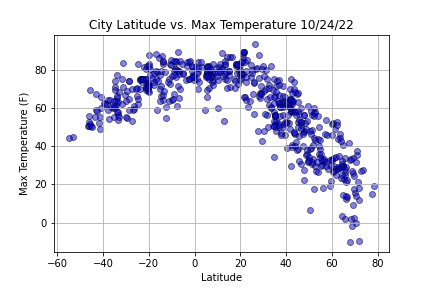 City Latitude vs. Max Temperature 10/24/22
80
60
40
20
0
Max Temperature (F)
−60 −40 −20 0 20 40 60 80
Latitude